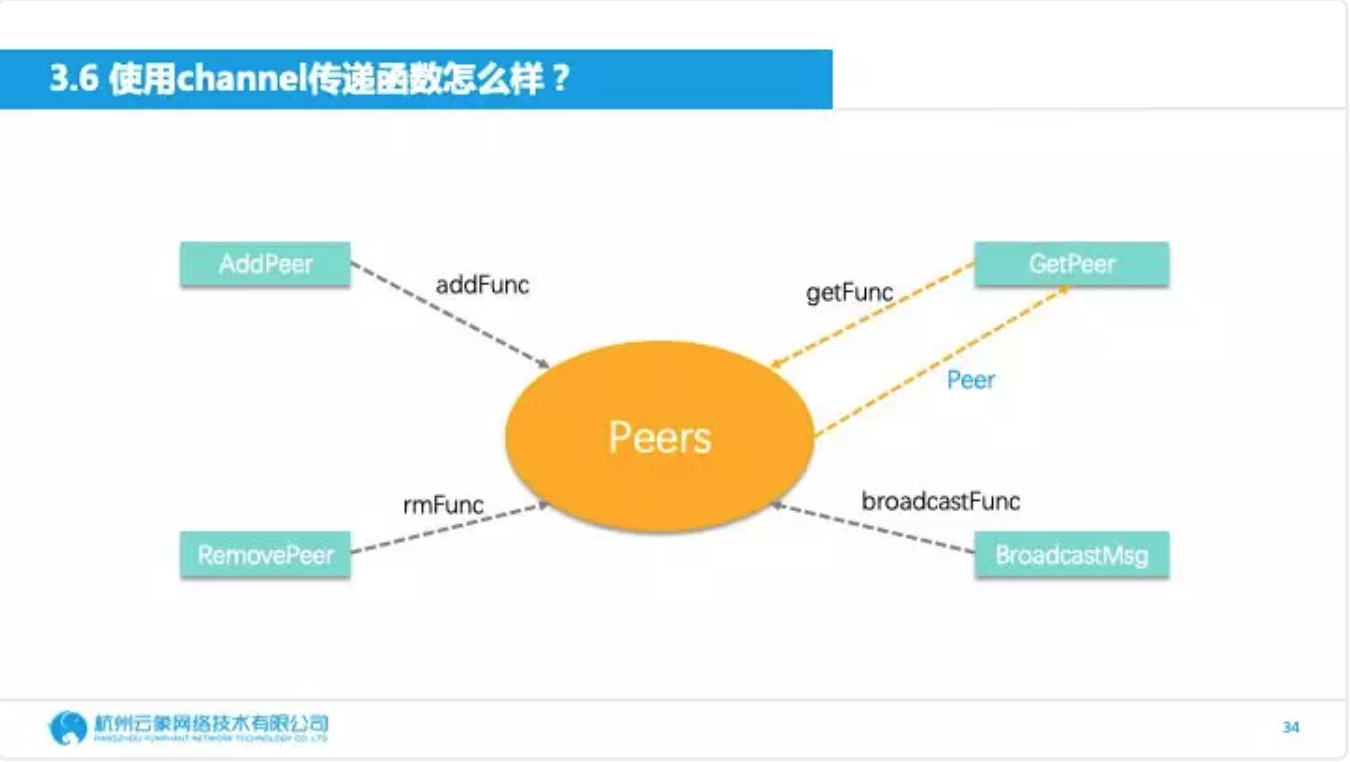 3.6 使用channel传递函数怎么样？
AddPeer
addFunc
getFunc
GetPeer
Peer
Peers
rmFunc
RemovePeer
broadcastFunc
BroadcastMsg
杭州云象网络技术有限公司
HANGZHOU YUNPHANT NETWORK TECHNOLOGY CO.,LTD
34